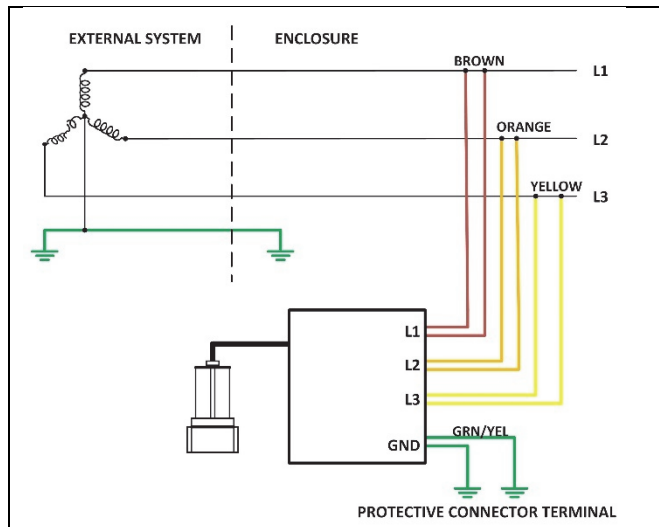 EXTERNAL SYSTEM
ENCLOSURE
BROWN
L1
ORANGE
L2
YELLOW
L3
L1
L2
L3
GRN/YEL
GND
PROTECTIVE CONNECTOR TERMINAL